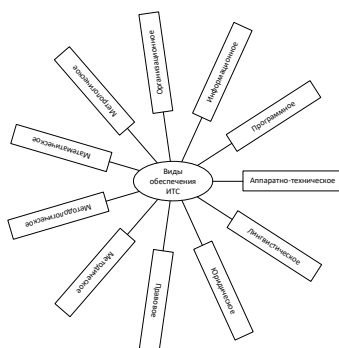 Виды
обеспечения
ИТС
Организационное
Информационное
Программное
Аппаратно-техническое
Лингвистическое
Юридическое
Правовое
Методическое
Методологическое
Математическое
Метрологическое